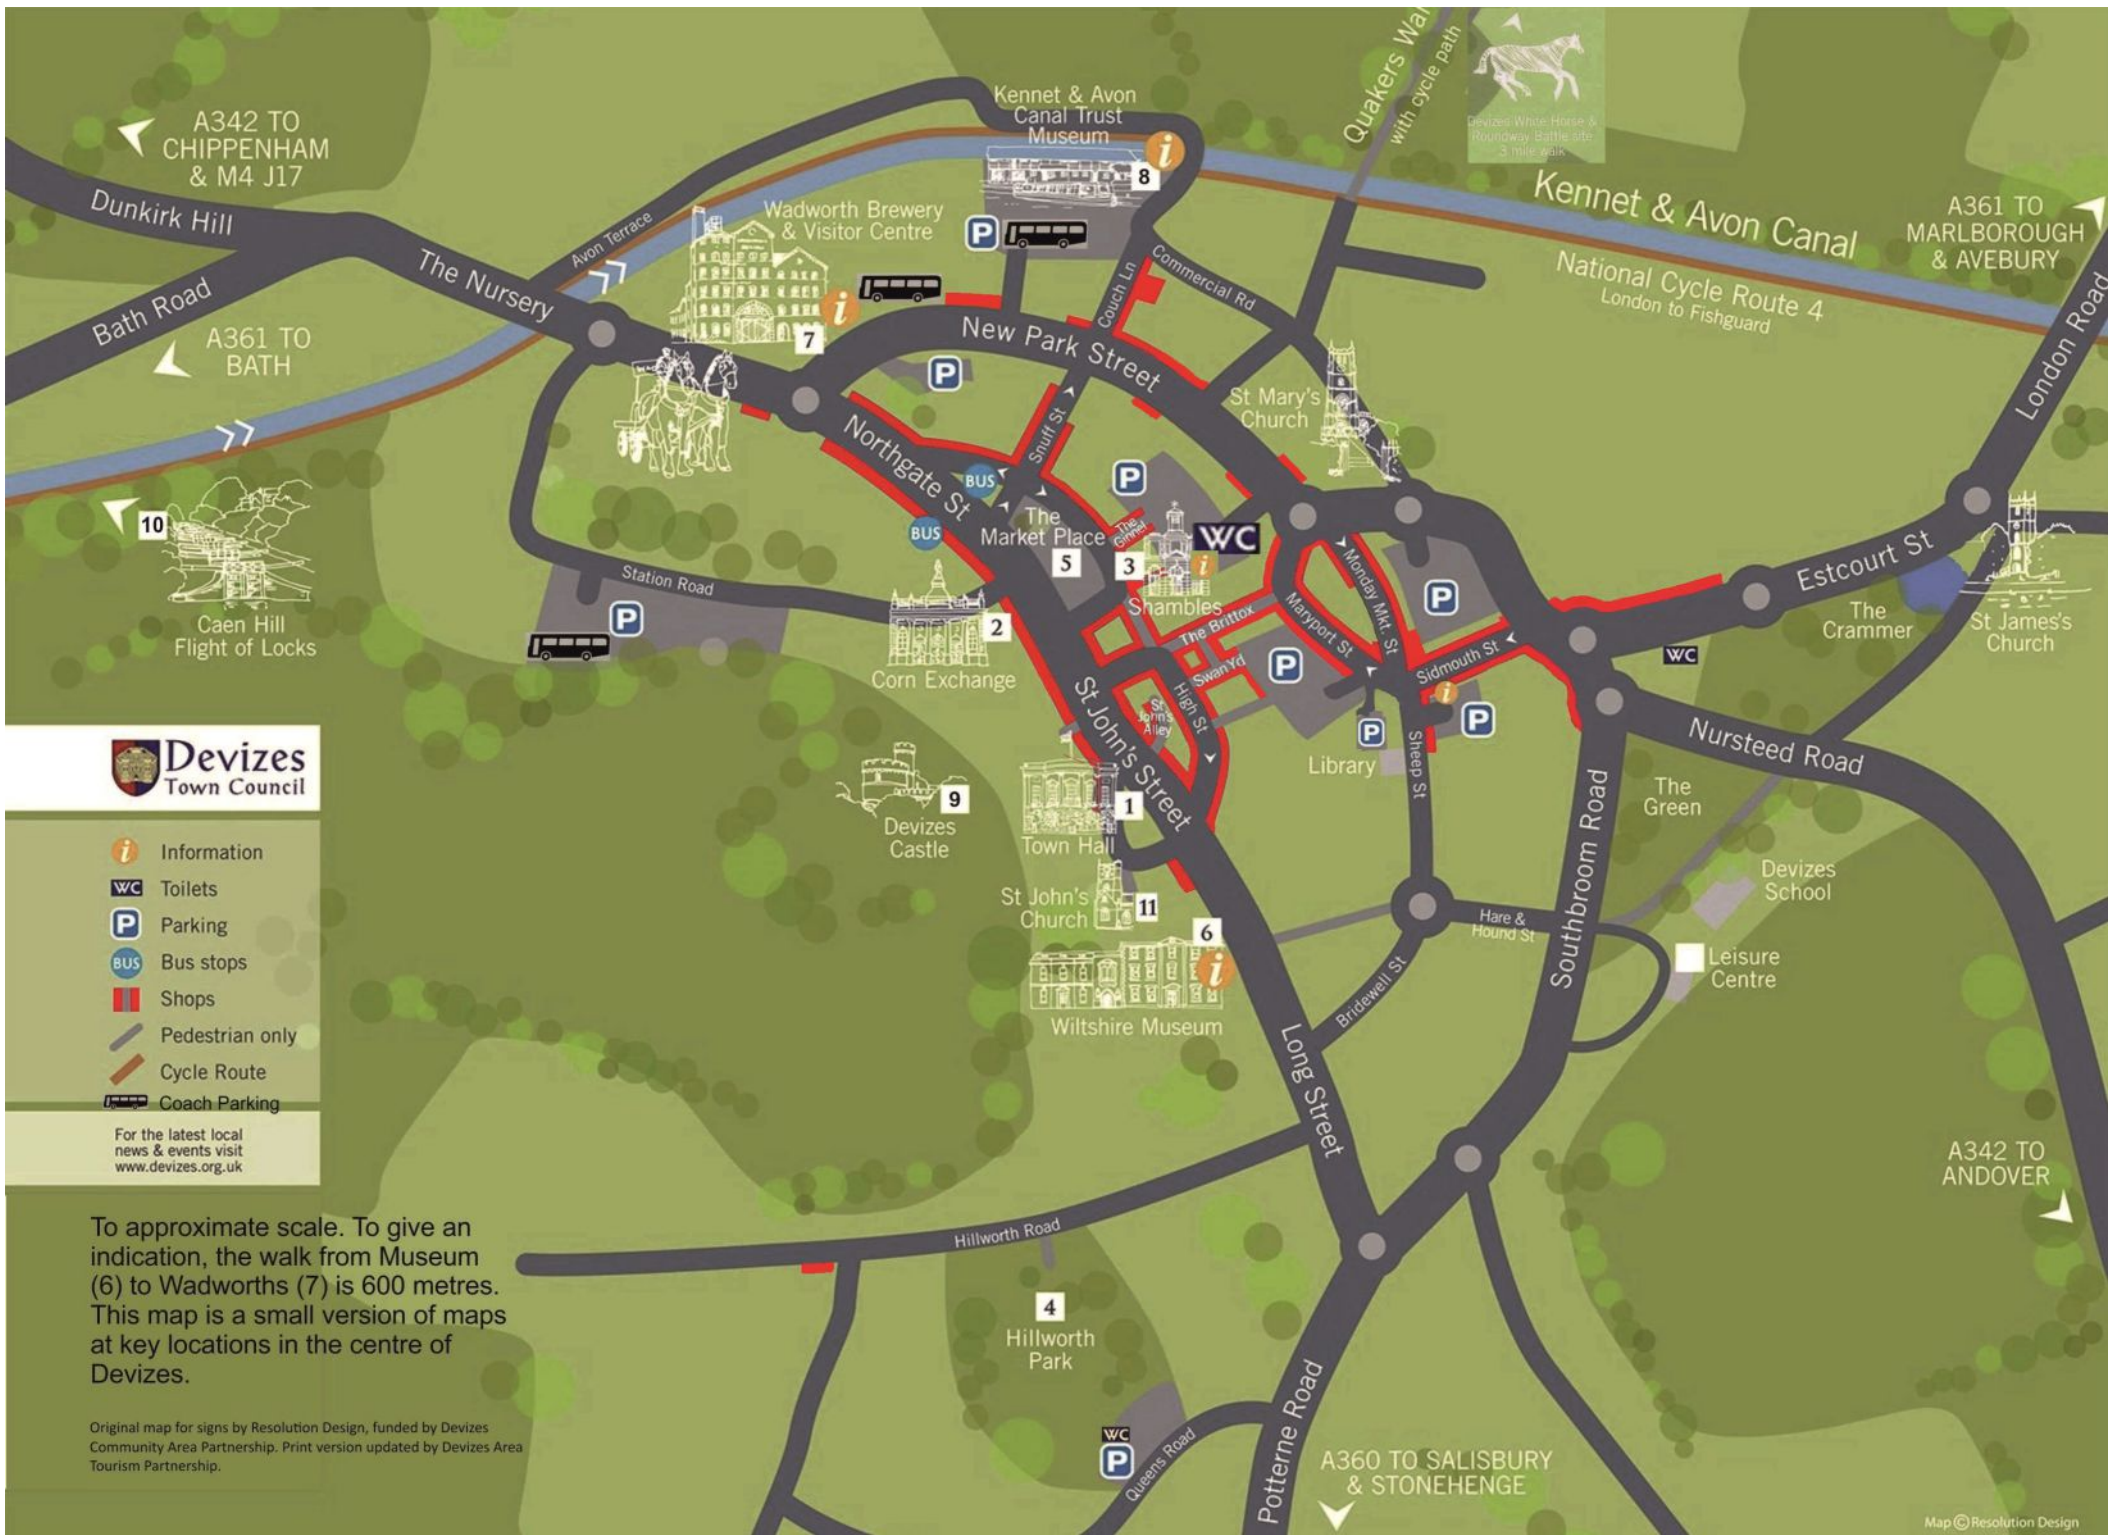 A342 TO
CHIPPENHAM
& M4 J17
Dunkirk Hill
Bath Road
A361 TO
BATH
The Nursery
Avon Terrace
Kennet & Avon
Canal Trust
Museum
8
Wadworth Brewery
& Visitor Centre
7
P
Quakers
with cycle path
Devizes White Horse &
Roundway Battle site
3 mile walk
Kennet & Avon Canal
National Cycle Route 4
London to Fishguard
A361 TO
MARLBOROUGH
& AVEBURY
London Road
Commercial Rd
Couch Ln
New Park Street
P
St Mary's
Church
Snuff St
Northgate St
BUS
BUS
P
The
Market Place
5
The
Ginnel
WC
3
Shambles
10
Caen Hill
Flight of Locks
Station Road
P
2
Corn Exchange
The Brittox
Swan Yd
Maryport St
Monday Mkt. St
P
P
Sidmouth St
P
P
Estcourt St
The
Crammer
St James's
Church
WC
St John's Street
St
John's
Alley
High St
Library
Sheep St
Nursteed Road
The
Green
9
Devizes
Castle
1
Town Hall
St John's
Church
11
6
Wiltshire Museum
Hare &
Hound St
Southbroom Road
Devizes
School
Leisure
Centre
Bridewell St
Long Street
Hillworth Road
4
Hillworth
Park
WC
P
Queens Road
Potterne Road
A360 TO SALISBURY
& STONEHENGE
A342 TO
ANDOVER
Devizes
Town Council
i Information
WC Toilets
P Parking
BUS Bus stops
Shops
Pedestrian only
Cycle Route
Coach Parking
For the latest local
news & events visit
www.devizes.org.uk
To approximate scale. To give an
indication, the walk from Museum
(6) to Wadworths (7) is 600 metres.
This map is a small version of maps
at key locations in the centre of
Devizes.
Original map for signs by Resolution Design, funded by Devizes
Community Area Partnership. Print version updated by Devizes Area
Tourism Partnership.
Map © Resolution Design